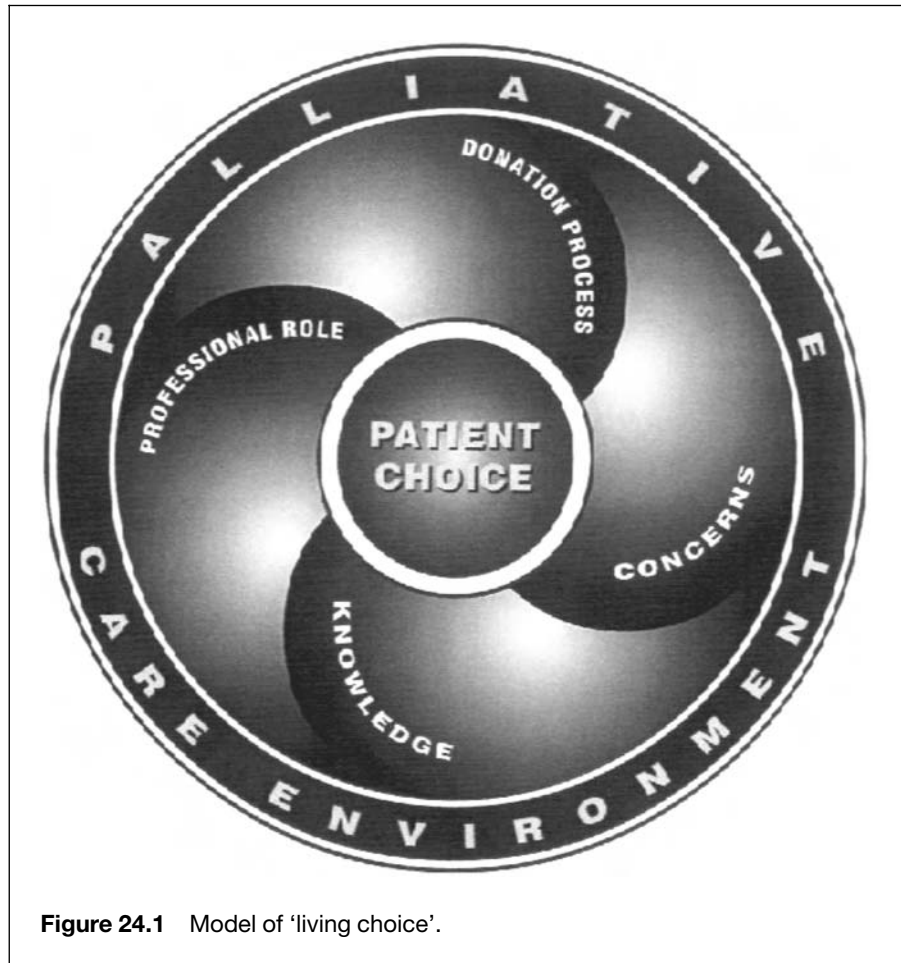 PALLIATIVE
CARE ENVIRONMENT
DONATION PROCESS
PROFESSIONAL ROLE
PATIENT
CHOICE
CONCERNS
KNOWLEDGE
Figure 24.1 Model of ‘living choice’.